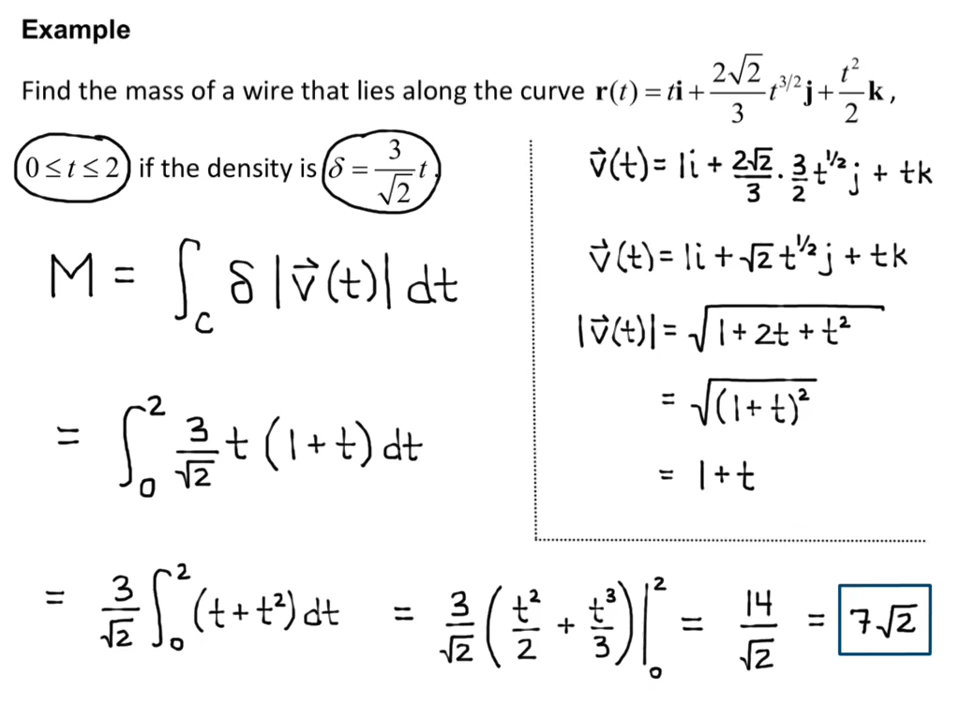 Example
Find the mass of a wire that lies along the curve r(t) = ti + 2√2/3 t^3/2 j + t²/2 k,
0 ≤ t ≤ 2 if the density is δ = 3/√2 t.
M = ∫_C δ |v⃗(t)| dt
= ∫_0^2 3/√2 t (1+t) dt
= 3/√2 ∫_0^2 (t+t²) dt = 3/√2 (t²/2 + t³/3) |_0^2 = 14/√2 = 7√2
v⃗(t) = 1i + 2√2/3 · 3/2 t^1/2 j + tk
v⃗(t) = 1i + √2 t^1/2 j + tk
|v⃗(t)| = √(1 + 2t + t²)
= √((1+t)²)
= 1+t